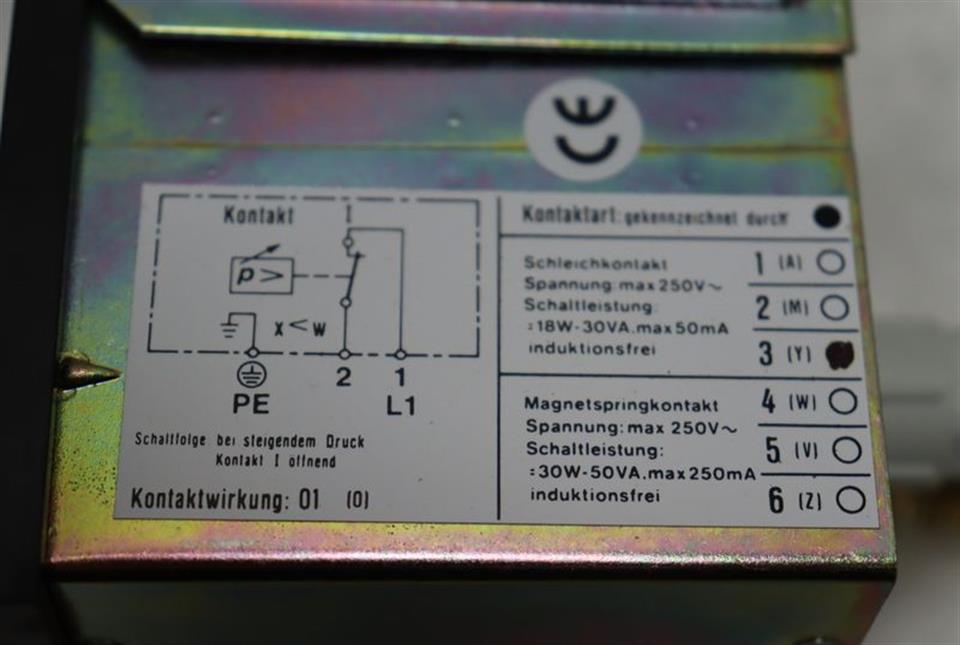 CE
Kontakt I
p>
x<w
2 1
PE L1
Schaltfolge bei steigendem Druck
Kontakt I öffnend
Kontaktwirkung: 01 (0)
Kontaktart: gekennzeichnet durch
Schleichkontakt
Spannung: max 250V~
Schaltleistung:
:18W-30VA. max 50mA
induktionsfrei
1 (A)
2 (M)
3 (Y)
Magnetspringkontakt
Spannung: max 250V~
Schaltleistung:
:30W-50VA. max 250mA
induktionsfrei
4 (W)
5 (V)
6 (Z)